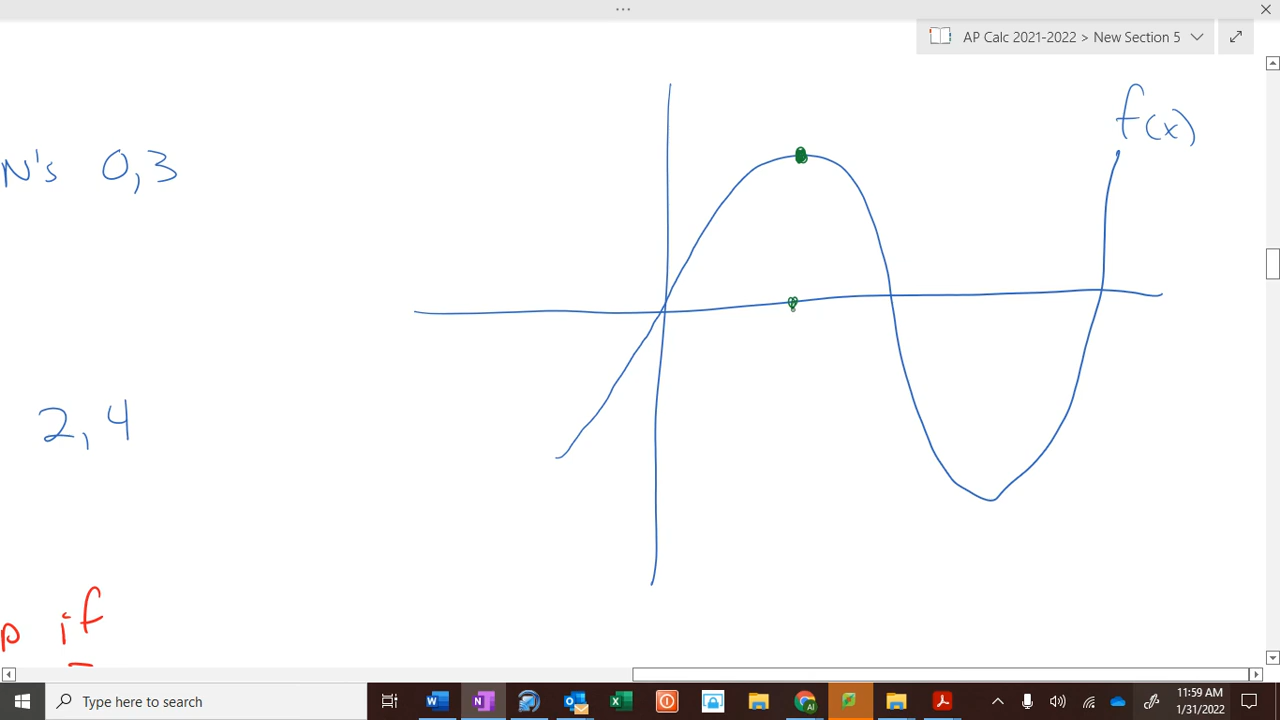 AP Calc 2021-2022 > New Section 5
f(x)
N's 0,3
2,4
p if
Type here to search
11:59 AM
1/31/2022